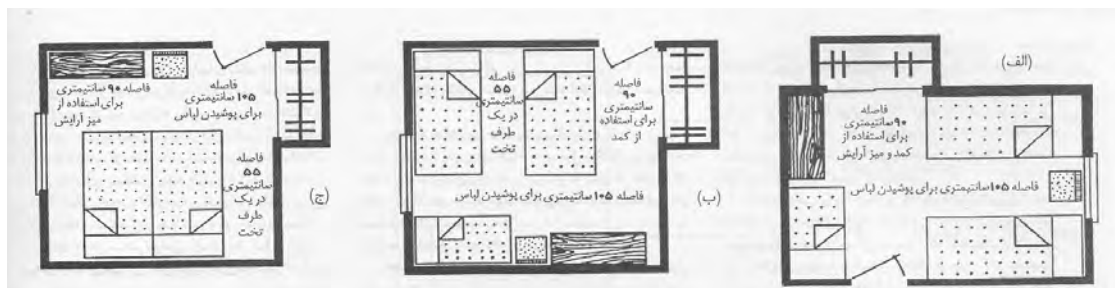 (الف)
فاصله
۹۰ سانتیمتری
برای استفاده از
کمد و میز آرایش
فاصله ۱۰۵ سانتیمتری برای پوشیدن لباس
(ب)
فاصله
۹۰
سانتیمتری
برای استفاده
از کمد
فاصله
۵۵
سانتیمتری
در یک
طرف
تخت
فاصله ۱۰۵ سانتیمتری برای پوشیدن لباس
(ج)
فاصله
۱۰۵ سانتیمتری
برای پوشیدن لباس
فاصله ۹۰ سانتیمتری
برای استفاده از
میز آرایش
فاصله
۵۵
سانتیمتری
در یک
طرف
تخت